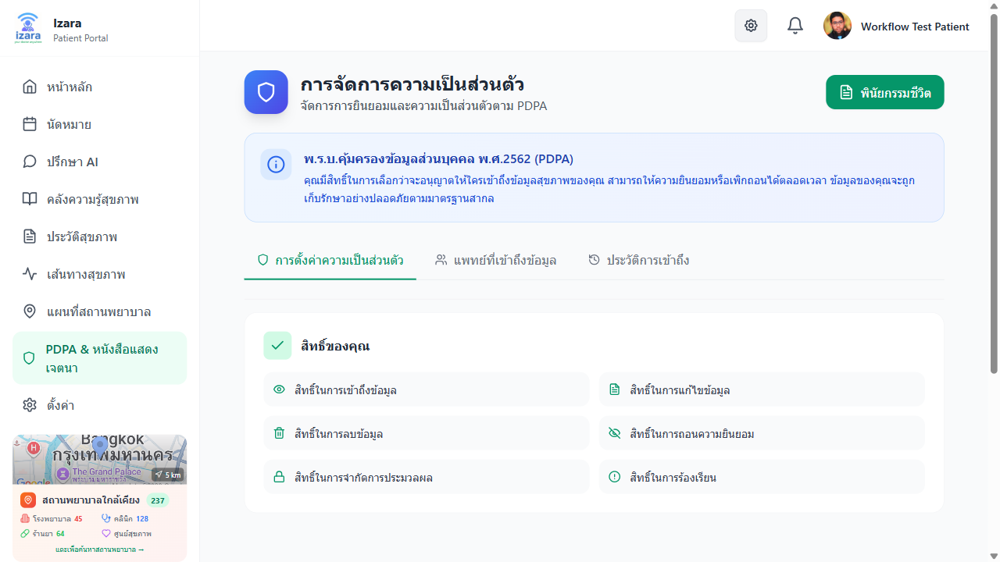 izara
Izara
Patient Portal
Workflow Test Patient
หน้าหลัก
นัดหมาย
ปรึกษา AI
คลังความรู้สุขภาพ
ประวัติสุขภาพ
เส้นทางสุขภาพ
แผนที่สถานพยาบาล
PDPA & หนังสือแสดง
เจตนา
ตั้งค่า
Bangkok
กรุงเทพมหานคร
The Grand Palace
พระบรมมหาราชวัง
Google
5 km
สถานพยาบาลใกล้เคียง 237
โรงพยาบาล 45
คลินิก 128
ร้านยา 64
ศูนย์สุขภาพ
แตะเพื่อค้นหาสถานพยาบาล →
การจัดการความเป็นส่วนตัว
จัดการการยินยอมและความเป็นส่วนตัวตาม PDPA
พินัยกรรมชีวิต
พ.ร.บ.คุ้มครองข้อมูลส่วนบุคคล พ.ศ.2562 (PDPA)
คุณมีสิทธิ์ในการเลือกว่าจะอนุญาตให้ใครเข้าถึงข้อมูลสุขภาพของคุณ สามารถให้ความยินยอมหรือเพิกถอนได้ตลอดเวลา ข้อมูลของคุณจะถูก
เก็บรักษาอย่างปลอดภัยตามมาตรฐานสากล
การตั้งค่าความเป็นส่วนตัว
แพทย์ที่เข้าถึงข้อมูล
ประวัติการเข้าถึง
สิทธิ์ของคุณ
สิทธิ์ในการเข้าถึงข้อมูล
สิทธิ์ในการแก้ไขข้อมูล
สิทธิ์ในการลบข้อมูล
สิทธิ์ในการถอนความยินยอม
สิทธิ์ในการจำกัดการประมวลผล
สิทธิ์ในการร้องเรียน